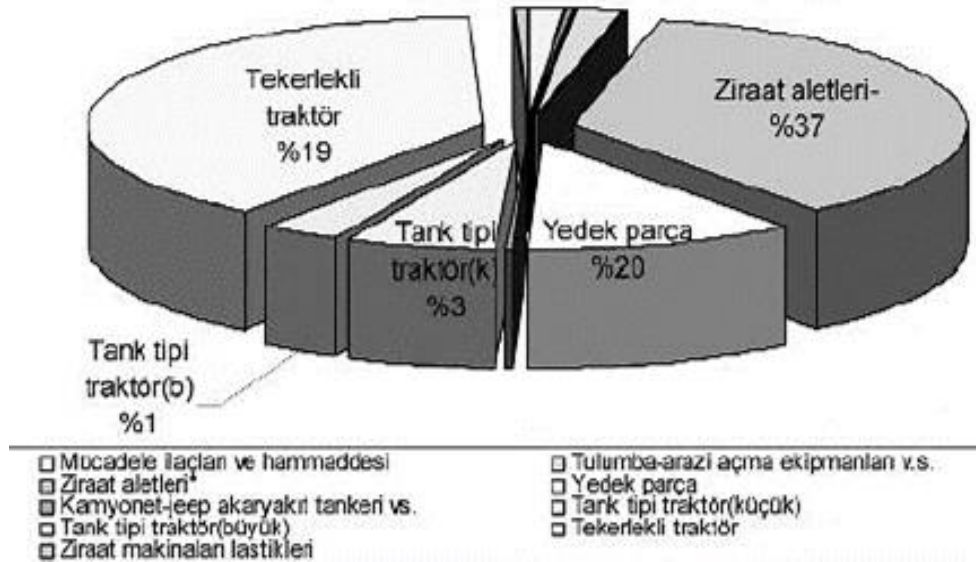 Tekerlekli
traktör
%19
Ziraat aletleri-
%37
Tank tipi
traktör(k)
%3
Yedek parça
%20
Tank tipi
traktör(b)
%1
Mücadele ilaçları ve hammaddesi
Tulumba-arazi açma ekipmanları v.s.
Ziraat aletleri*
Yedek parça
Kamyonet-jeep akaryakıt tankeri vs.
Tank tipi traktör(küçük)
Tank tipi traktör(büyük)
Tekerlekli traktör
Ziraat makinaları lastikleri